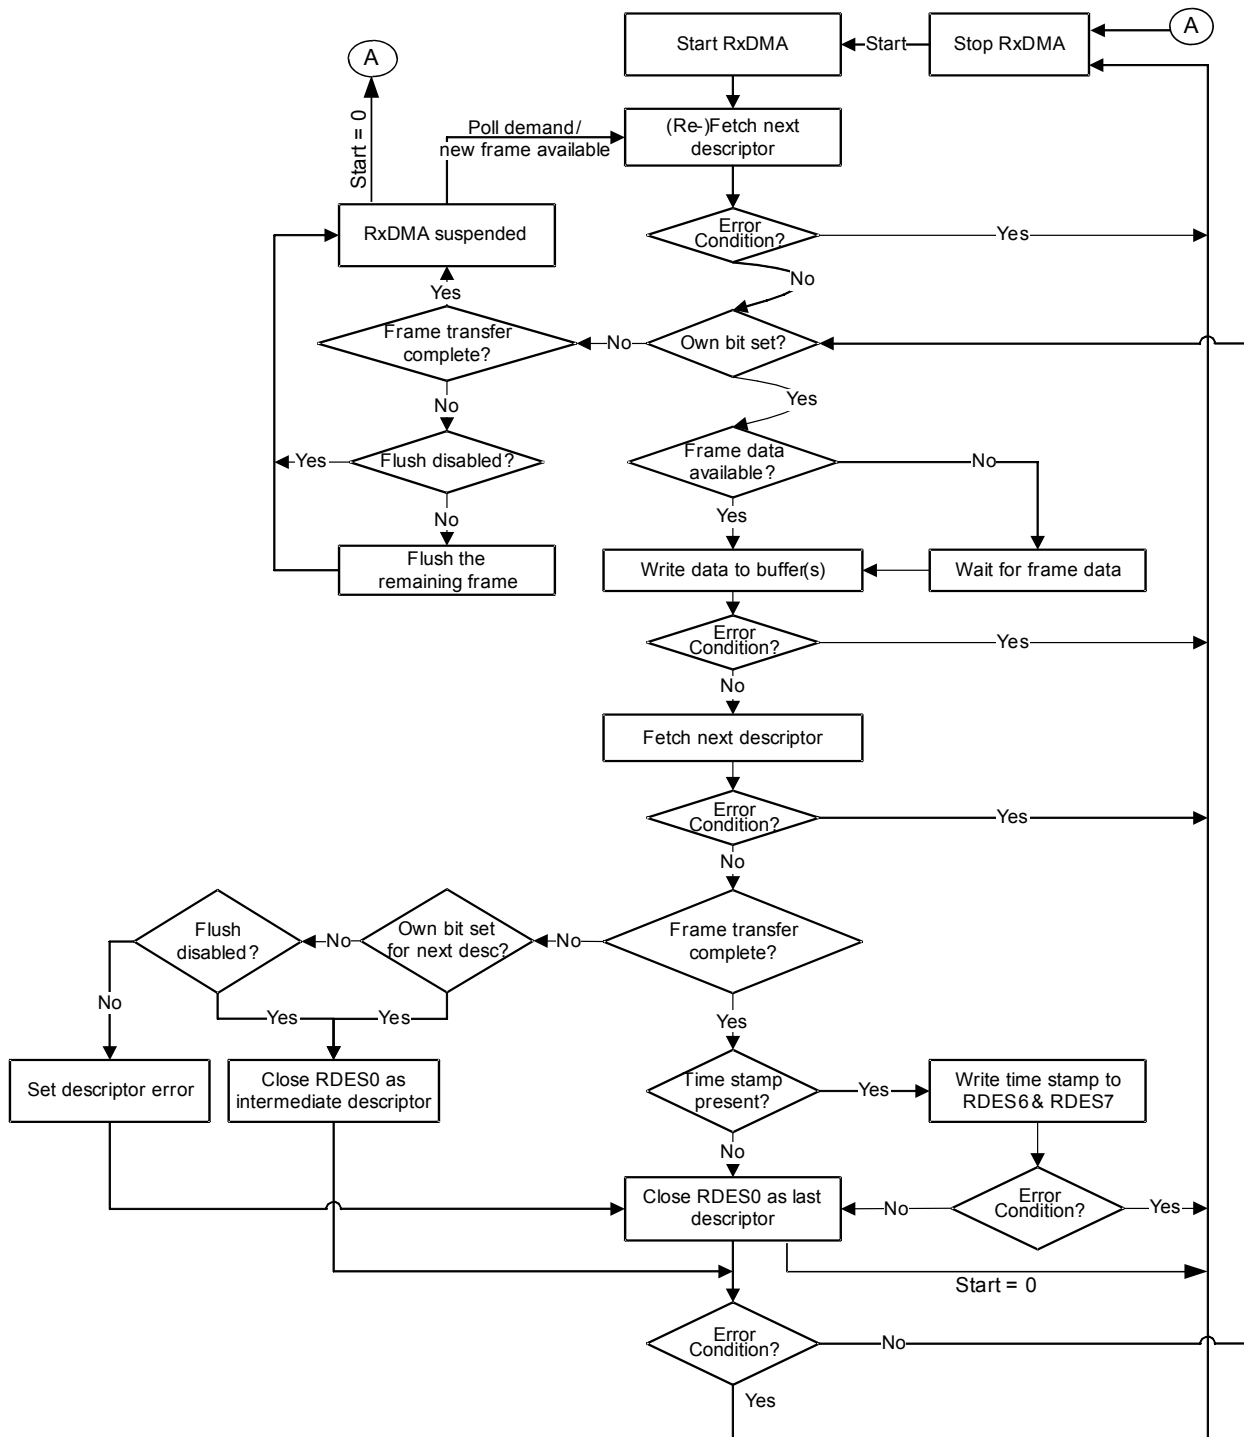 Start RxDMA
Start
Stop RxDMA
A
A
Start = 0
Poll demand/
new frame available
(Re-)Fetch next
descriptor
RxDMA suspended
Error
Condition?
Yes
No
Yes
Frame transfer
complete?
No
Own bit set?
No
Yes
Flush disabled?
Yes
Frame data
available?
No
No
Yes
Flush the
remaining frame
Write data to buffer(s)
Wait for frame data
Error
Condition?
Yes
No
Fetch next descriptor
Error
Condition?
Yes
No
Flush
disabled?
No
Own bit set
for next desc?
No
Frame transfer
complete?
No
Yes
Yes
Yes
Set descriptor error
Close RDES0 as
intermediate descriptor
Time stamp
present?
Yes
Write time stamp to
RDES6 & RDES7
No
Close RDES0 as last
descriptor
No
Error
Condition?
Yes
Start = 0
Error
Condition?
No
Yes